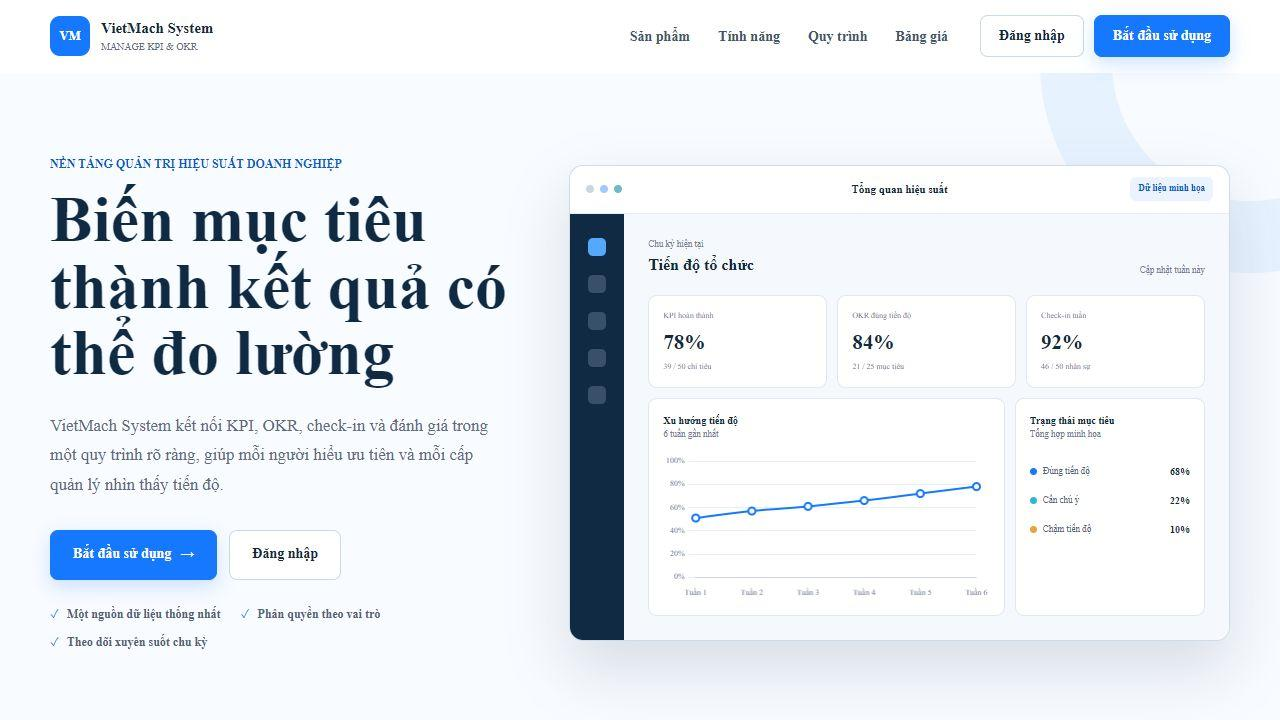 VM
VietMach System
MANAGE KPI & OKR
Sản phẩm
Tính năng
Quy trình
Bảng giá
Đăng nhập
Bắt đầu sử dụng
NỀN TẢNG QUẢN TRỊ HIỆU SUẤT DOANH NGHIỆP
Biến mục tiêu
thành kết quả có
thể đo lường
VietMach System kết nối KPI, OKR, check-in và đánh giá trong
một quy trình rõ ràng, giúp mỗi người hiểu ưu tiên và mỗi cấp
quản lý nhìn thấy tiến độ.
Bắt đầu sử dụng →
Đăng nhập
✓ Một nguồn dữ liệu thống nhất
✓ Phân quyền theo vai trò
✓ Theo dõi xuyên suốt chu kỳ
Tổng quan hiệu suất
Dữ liệu minh họa
Chu kỳ hiện tại
Tiến độ tổ chức
Cập nhật tuần này
KPI hoàn thành
78%
39 / 50 chỉ tiêu
OKR đúng tiến độ
84%
21 / 25 mục tiêu
Check-in tuần
92%
46 / 50 nhân sự
Xu hướng tiến độ
6 tuần gần nhất
100%
80%
60%
40%
20%
0%
Tuần 1
Tuần 2
Tuần 3
Tuần 4
Tuần 5
Tuần 6
Trạng thái mục tiêu
Tổng hợp minh họa
Đúng tiến độ 68%
Cần chú ý 22%
Chậm tiến độ 10%